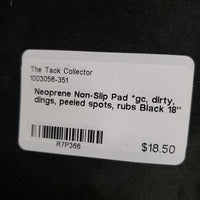 The Tack Collector
1003056-351
Neoprene Non-Slip Pad *gc, dirty,
dings, peeled spots, rubs Black 18"
R7P366
$18.50